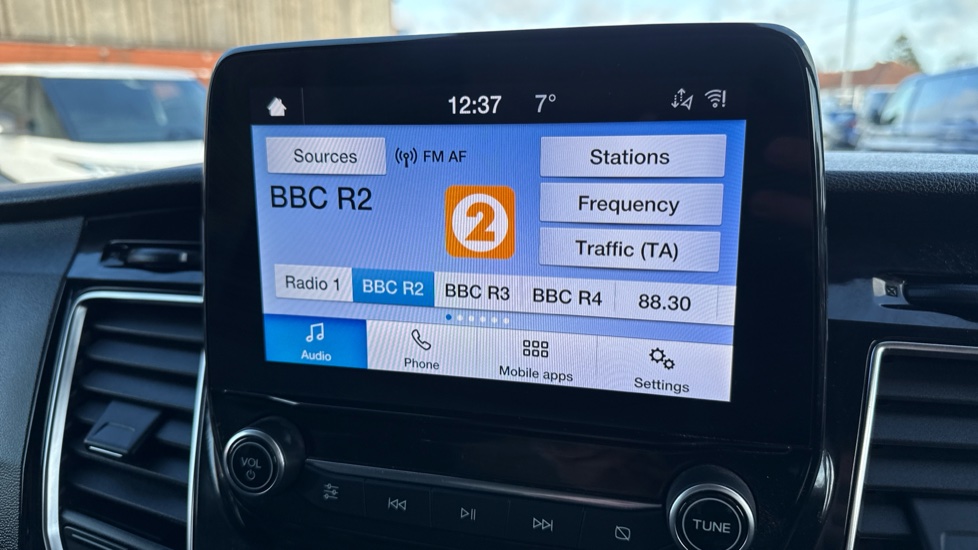 12:37 7°
Sources FM AF Stations
BBC R2 2 Frequency
Traffic (TA)
Radio 1 BBC R2 BBC R3 BBC R4 88.30
Audio Phone Mobile apps Settings
VOL TUNE